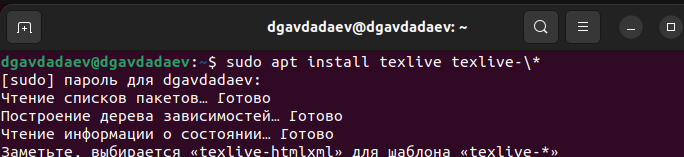 dgavdadaev@dgavdadaev: ~
dgavdadaev@dgavdadaev:~$ sudo apt install texlive texlive-\*
[sudo] пароль для dgavdadaev:
Чтение списков пакетов… Готово
Построение дерева зависимостей… Готово
Чтение информации о состоянии… Готово
Заметьте, выбирается «texlive-htmlxml» для шаблона «texlive-*»